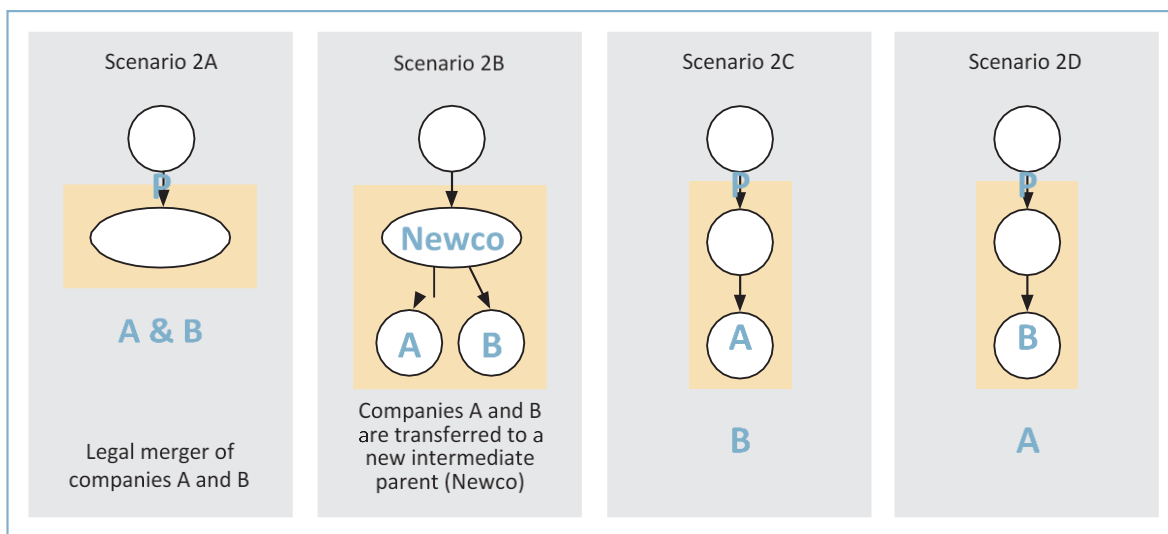 Scenario 2A
P
A & B
Legal merger of
companies A and B
Scenario 2B
Newco
A
B
Companies A and B
are transferred to a
new intermediate
parent (Newco)
Scenario 2C
P
A
B
Scenario 2D
P
B
A